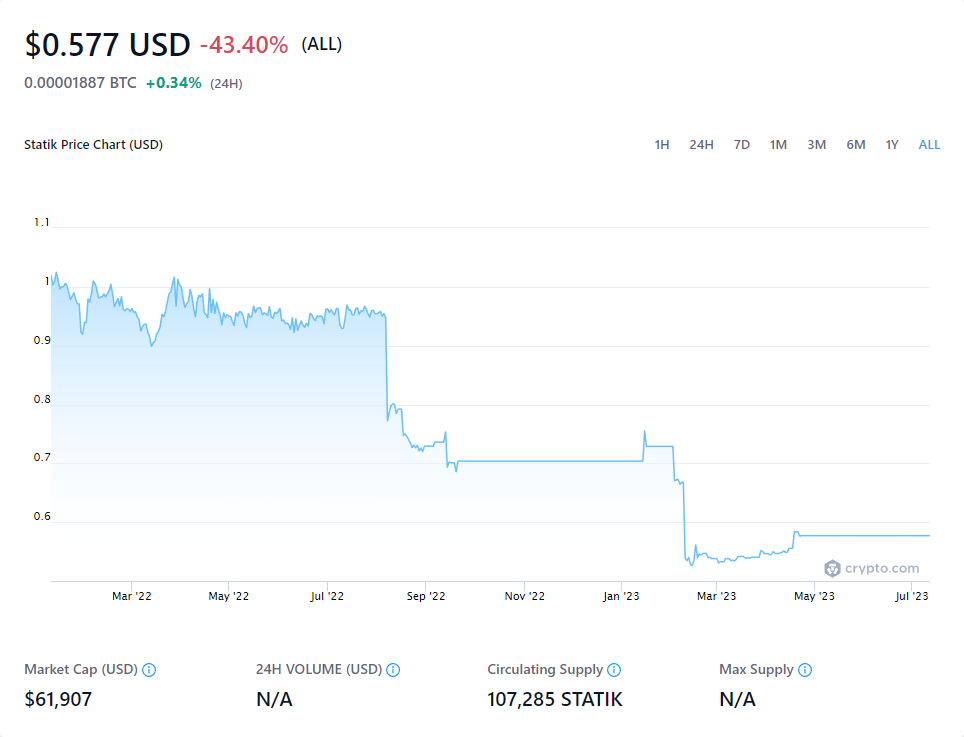 $0.577 USD -43.40% (ALL)
0.00001887 BTC +0.34% (24H)
Statik Price Chart (USD) 1H 24H 7D 1M 3M 6M 1Y ALL
1.1
1
0.9
0.8
0.7
0.6
crypto.com
Mar '22 May '22 Jul '22 Sep '22 Nov '22 Jan '23 Mar '23 May '23 Jul '23
Market Cap (USD) 24H VOLUME (USD) Circulating Supply Max Supply
$61,907 N/A 107,285 STATIK N/A